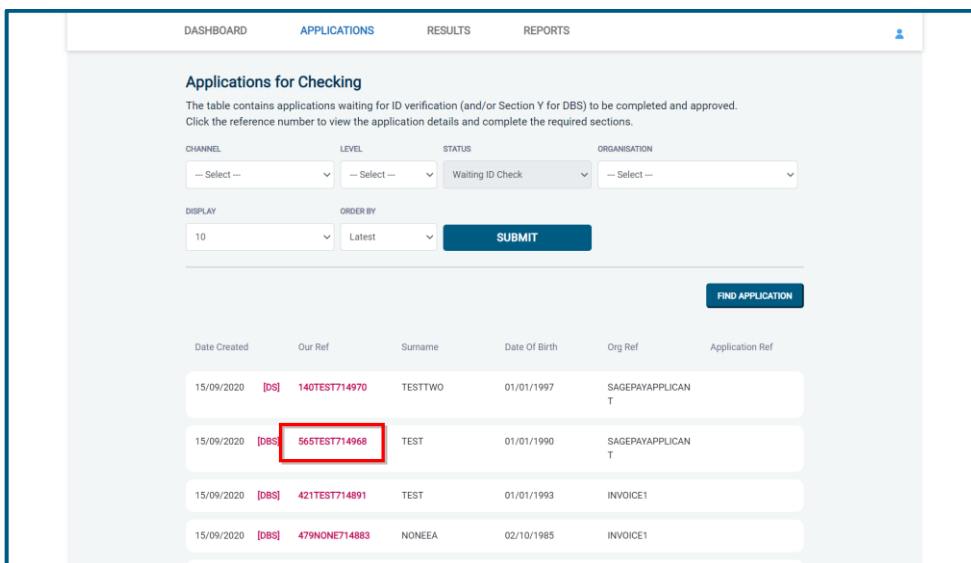 DASHBOARD APPLICATIONS RESULTS REPORTS
Applications for Checking
The table contains applications waiting for ID verification (and/or Section Y for DBS) to be completed and approved.
Click the reference number to view the application details and complete the required sections.
CHANNEL LEVEL STATUS ORGANISATION
--- Select --- --- Select --- Waiting ID Check --- Select ---
DISPLAY ORDER BY
10 Latest SUBMIT
FIND APPLICATION
Date Created Our Ref Surname Date Of Birth Org Ref Application Ref
15/09/2020 [DS] 140TEST714970 TESTTWO 01/01/1997 SAGEPAYAPPLICAN
T
15/09/2020 [DBS] 565TEST714968 TEST 01/01/1990 SAGEPAYAPPLICAN
T
15/09/2020 [DBS] 421TEST714891 TEST 01/01/1993 INVOICE1
15/09/2020 [DBS] 479NONE714883 NONEEA 02/10/1985 INVOICE1